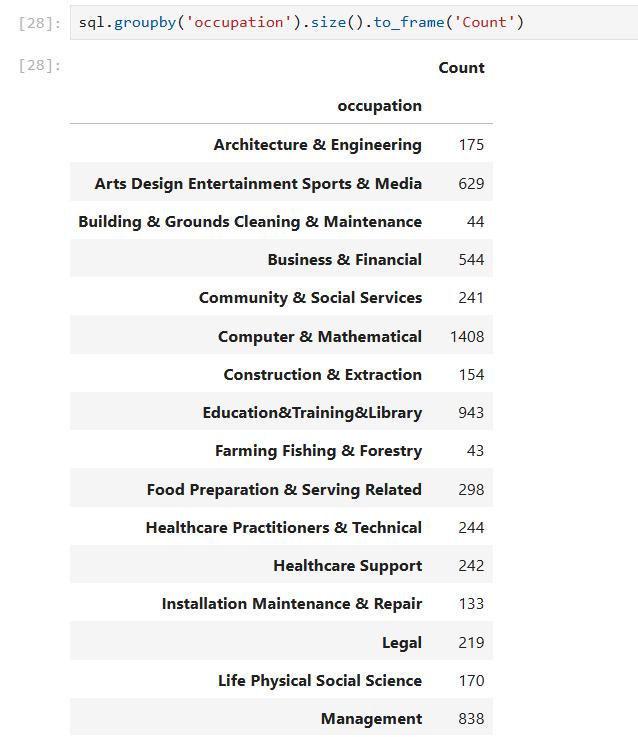 [28]: sql.groupby('occupation').size().to_frame('Count')
[28]: Count
occupation
Architecture & Engineering 175
Arts Design Entertainment Sports & Media 629
Building & Grounds Cleaning & Maintenance 44
Business & Financial 544
Community & Social Services 241
Computer & Mathematical 1408
Construction & Extraction 154
Education&Training&Library 943
Farming Fishing & Forestry 43
Food Preparation & Serving Related 298
Healthcare Practitioners & Technical 244
Healthcare Support 242
Installation Maintenance & Repair 133
Legal 219
Life Physical Social Science 170
Management 838